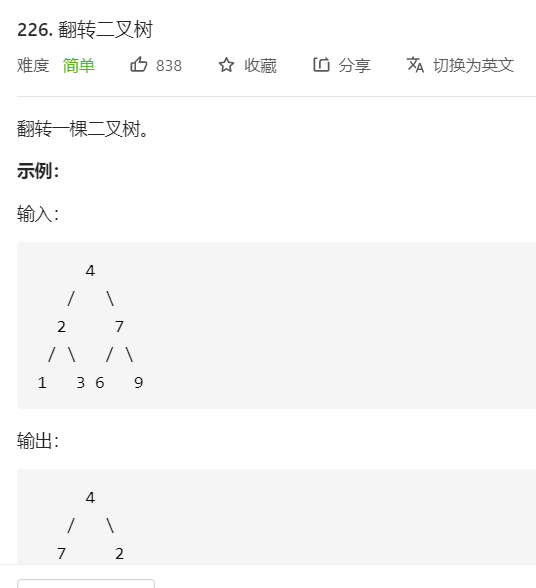 226. 翻转二叉树
难度 简单 838 收藏 分享 切换为英文
翻转一棵二叉树。
示例：
输入：
4
/ \
2 7
/ \ / \
1 3 6 9
输出：
4
/ \
7 2